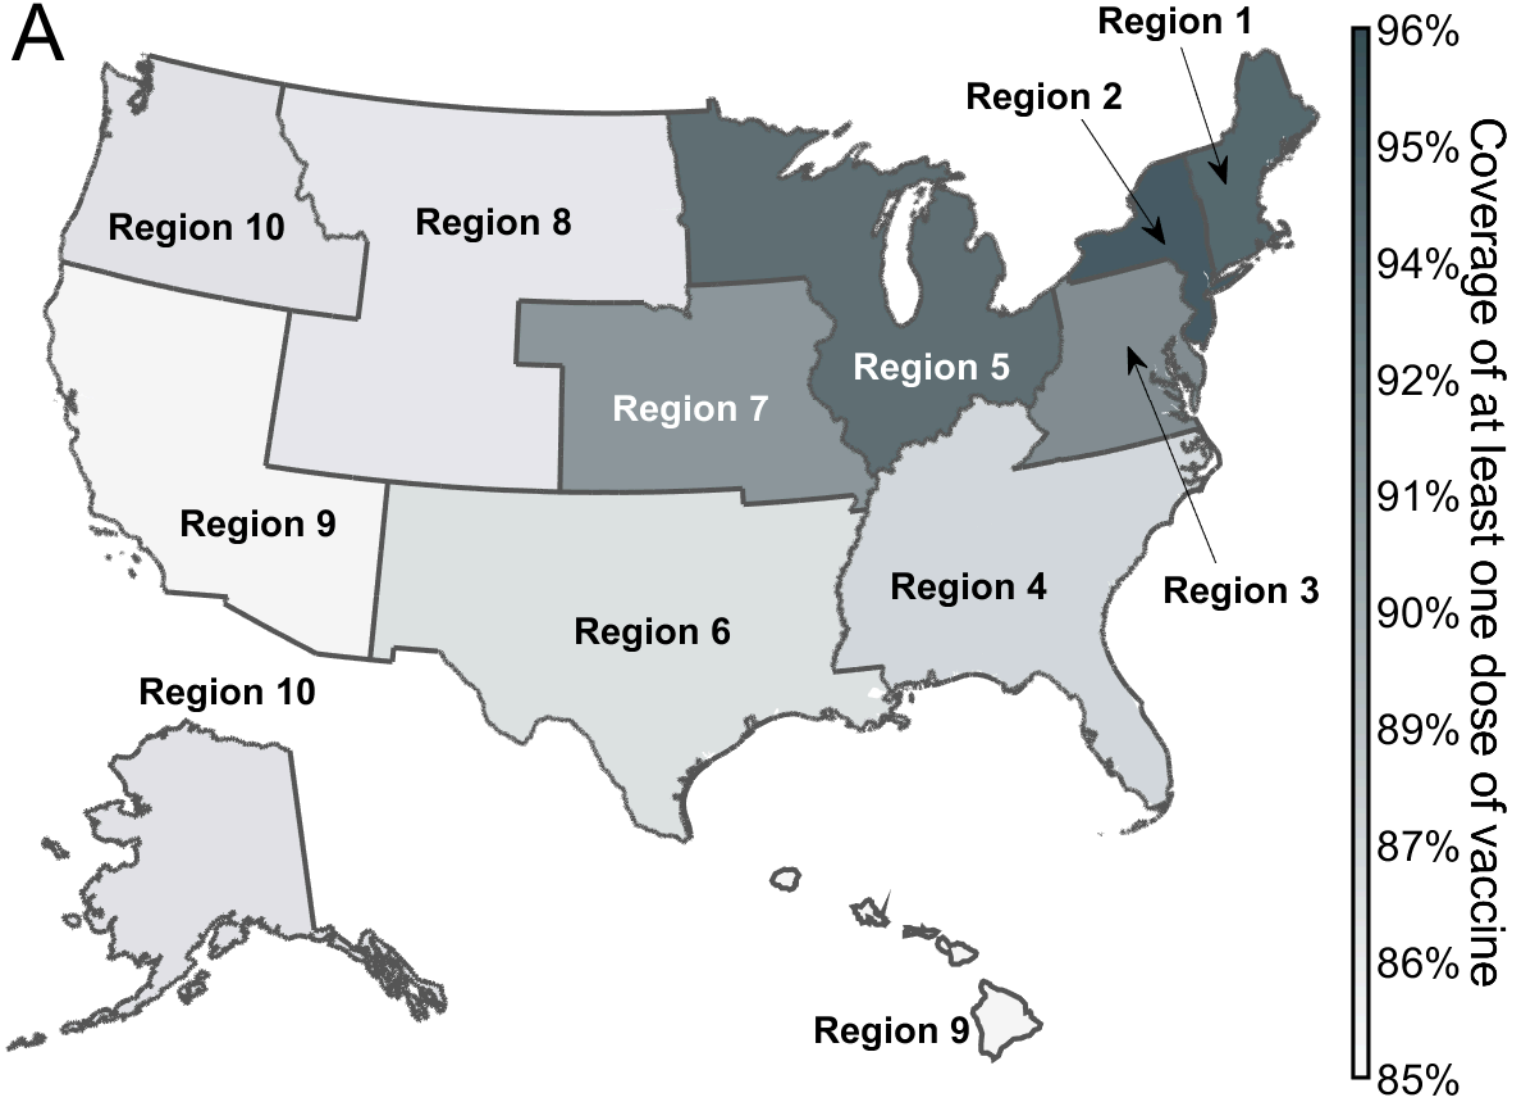 A
Region 1
Region 2
Region 10
Region 8
Region 5
Region 7
Region 9
Region 4
Region 3
Region 6
Region 10
Region 9
96%
95%
94%
92%
91%
90%
89%
87%
86%
85%
Coverage of at least one dose of vaccine